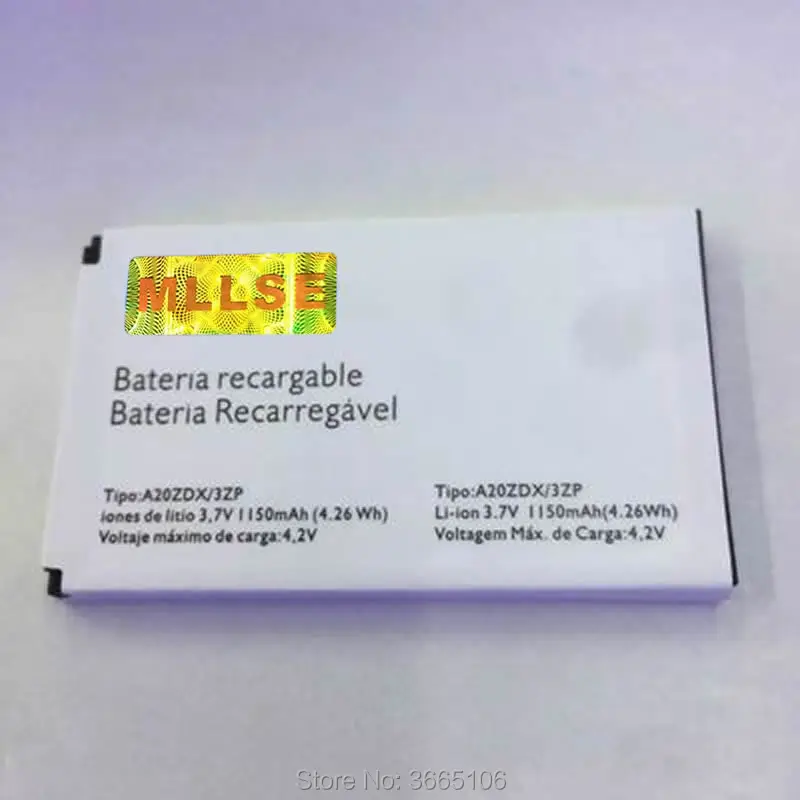 MLLSE
Bateria recargable
Bateria Recarregável
Tipo:A20ZDX/3ZP
iones de litio 3,7V 1150mAh (4.26 Wh)
Voltaje máximo de carga:4,2V
Tipo:A20ZDX/3ZP
Li-ion 3.7V 1150mAh(4.26Wh)
Voltagem Máx. de Carga:4,2V
Store No: 3665106